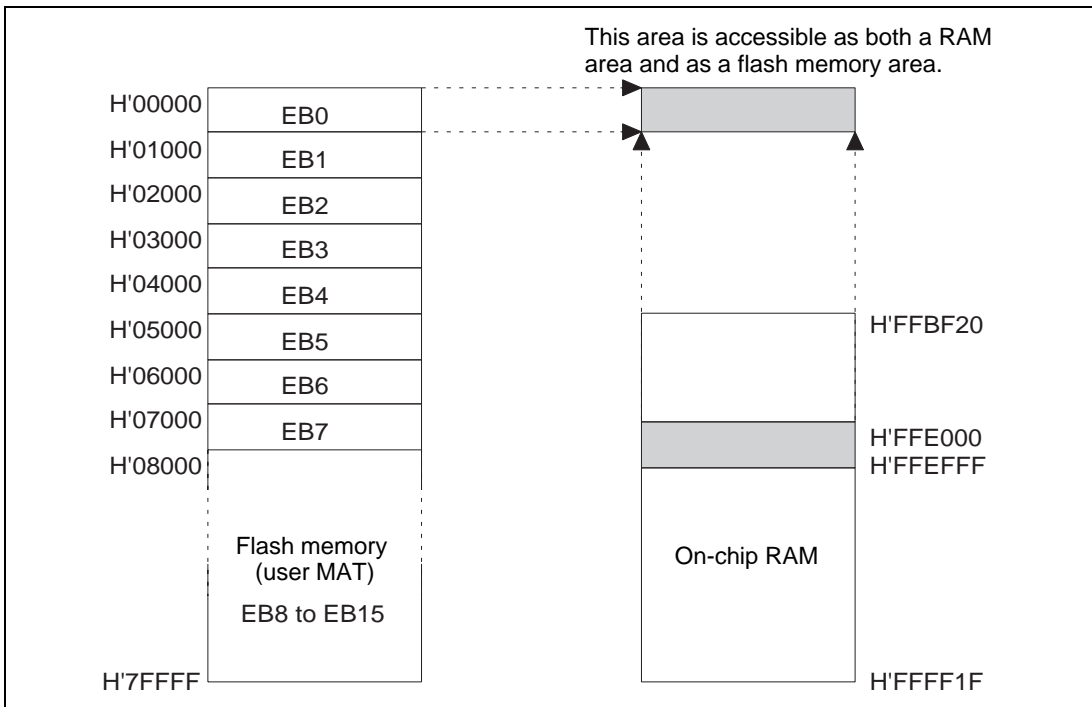 This area is accessible as both a RAM
area and as a flash memory area.
H'00000
EB0
H'01000
EB1
H'02000
EB2
H'03000
EB3
H'04000
EB4
H'05000
EB5
H'06000
EB6
H'07000
EB7
H'08000
Flash memory
(user MAT)
EB8 to EB15
H'7FFFF
H'FFBF20
H'FFE000
H'FFEFFF
On-chip RAM
H'FFFF1F